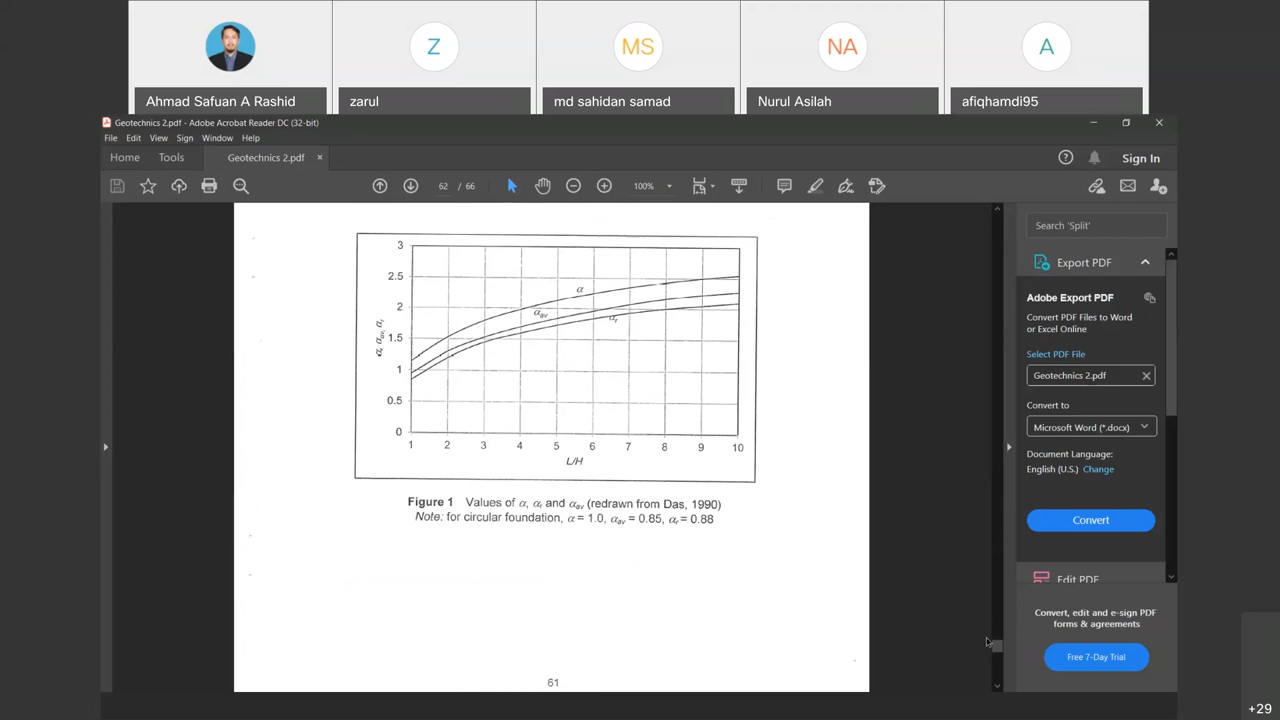 Z
MS
NA
A
Ahmad Safuan A Rashid
zarul
md sahidan samad
Nurul Asilah
afiqhamdi95
Geotechnics 2.pdf - Adobe Acrobat Reader DC (32-bit)
File Edit View Sign Window Help
Home Tools Geotechnics 2.pdf × Sign In
62 / 66 100%
3
2.5
2
1.5
1
0.5
0
α, αav, αr
α
αav
αr
1 2 3 4 5 6 7 8 9 10
L/H
Figure 1 Values of α, αr and αav (redrawn from Das, 1990)
Note: for circular foundation, α = 1.0, αav = 0.85, αr = 0.88
61
Search 'Split'
Export PDF
Adobe Export PDF
Convert PDF Files to Word
or Excel Online
Select PDF File
Geotechnics 2.pdf
Convert to
Microsoft Word (*.docx)
Document Language:
English (U.S.) Change
Convert
Edit PDF
Convert, edit and e-sign PDF
forms & agreements
Free 7-Day Trial
+29